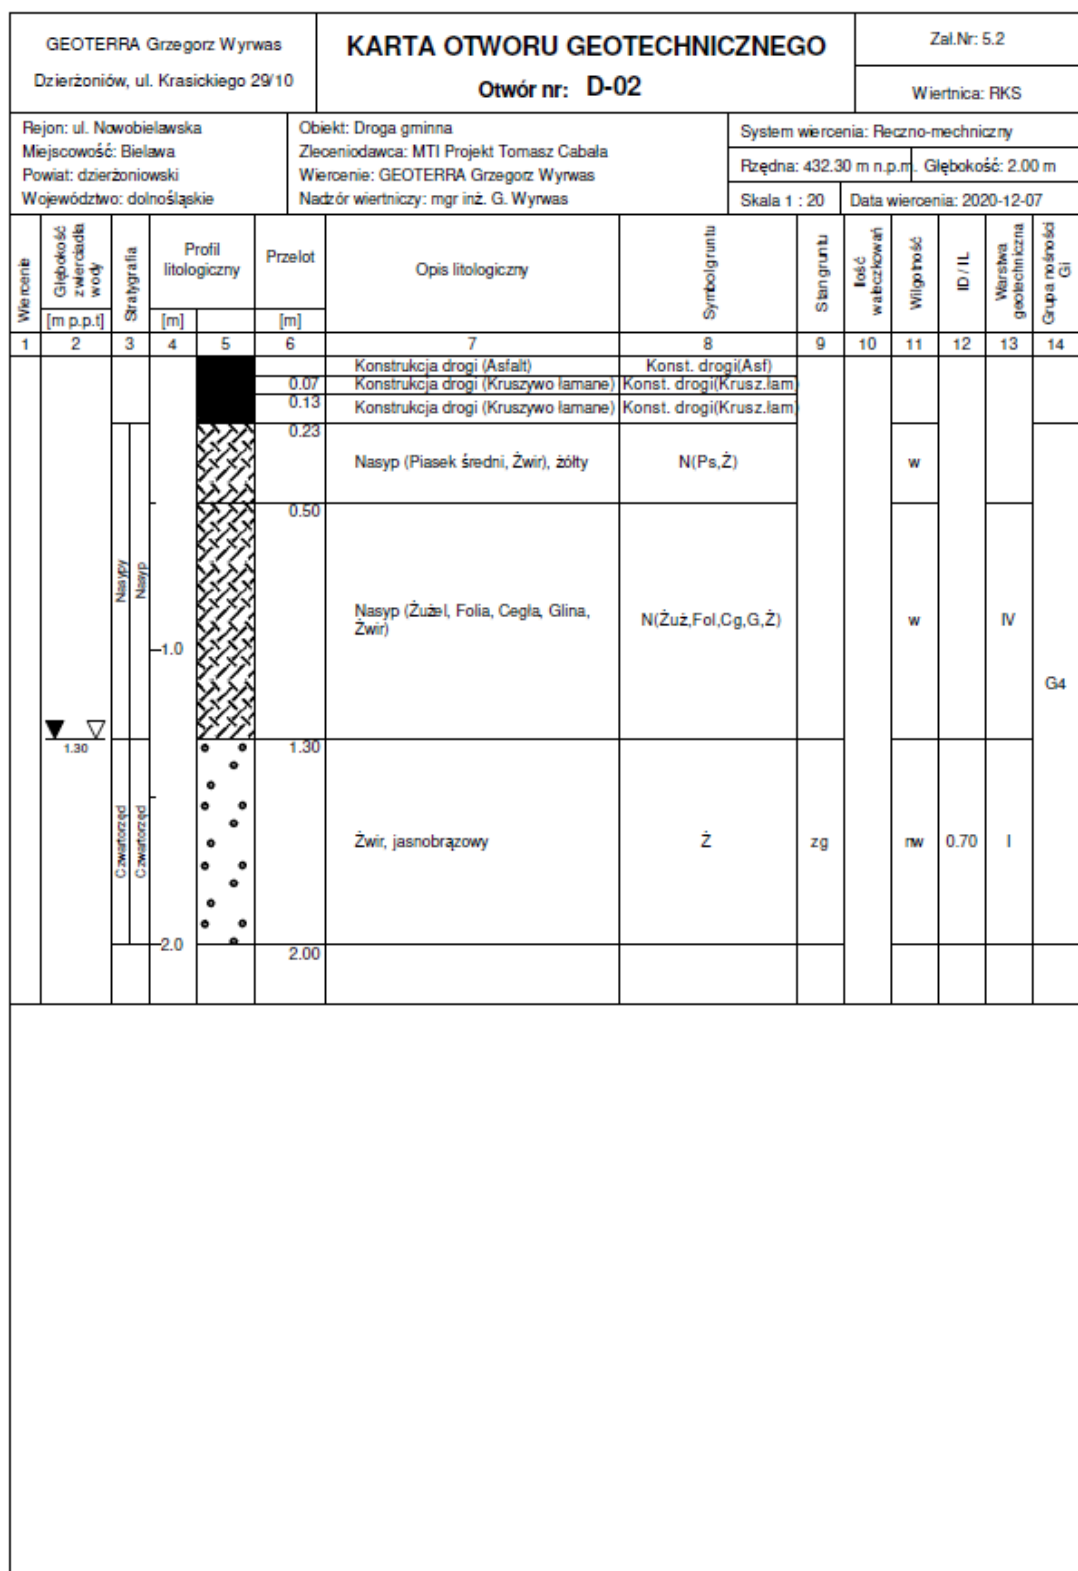 GEOTERRA Grzegorz Wyrwas
Dzierżoniów, ul. Krasickiego 29/10
KARTA OTWORU GEOTECHNICZNEGO
Otwór nr: D-02
Zał.Nr: 5.2
Wiertnica: RKS
Rejon: ul. Nowobielawska
Miejscowość: Bielawa
Powiat: dzierżoniowski
Województwo: dolnośląskie
Obiekt: Droga gminna
Zleceniodawca: MTI Projekt Tomasz Cabała
Wiercenie: GEOTERRA Grzegorz Wyrwas
Nadzór wiertniczy: mgr inż. G. Wyrwas
System wiercenia: Reczno-mechniczny
Rzędna: 432.30 m n.p.m. Głębokość: 2.00 m
Skala 1 : 20 Data wiercenia: 2020-12-07
Wiercenie
Głębokość zwierciadła wody
[m p.p.t]
Stratygrafia
Profil litologiczny
[m]
Przelot
[m]
Opis litologiczny
Symbol gruntu
Stan gruntu
Ilość wałeczkowań
Wilgotność
ID / IL
Warstwa geotechniczna
Grupa nośności Gi
1 2 3 4 5 6 7 8 9 10 11 12 13 14
Konstrukcja drogi (Asfalt) Konst. drogi(Asf)
0.07 Konstrukcja drogi (Kruszywo łamane) Konst. drogi(Krusz.łam)
0.13 Konstrukcja drogi (Kruszywo łamane) Konst. drogi(Krusz.łam)
0.23
Nasyp (Piasek średni, Żwir), żółty N(Ps,Ż) w
0.50
Nasypy
Nasyp
Nasyp (Żużel, Folia, Cegła, Glina,
Żwir)
N(Żuż,Fol,Cg,G,Ż) w IV
1.0
G4
1.30 1.30
Czwartorzęd
Czwartorzęd
Żwir, jasnobrązowy Ż zg nw 0.70 I
2.0
2.00